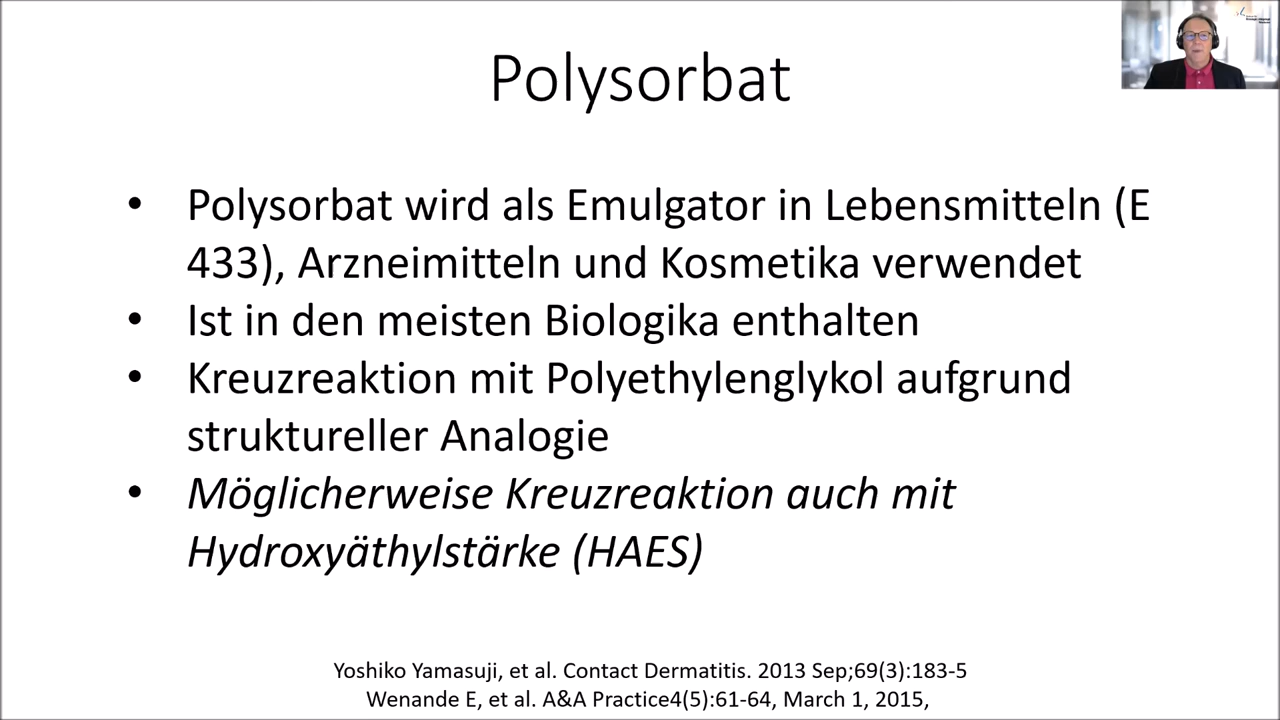 Polysorbat
• Polysorbat wird als Emulgator in Lebensmitteln (E
433), Arzneimitteln und Kosmetika verwendet
• Ist in den meisten Biologika enthalten
• Kreuzreaktion mit Polyethylenglykol aufgrund
struktureller Analogie
• Möglicherweise Kreuzreaktion auch mit
Hydroxyäthylstärke (HAES)
Yoshiko Yamasuji, et al. Contact Dermatitis. 2013 Sep;69(3):183-5
Wenande E, et al. A&A Practice4(5):61-64, March 1, 2015,